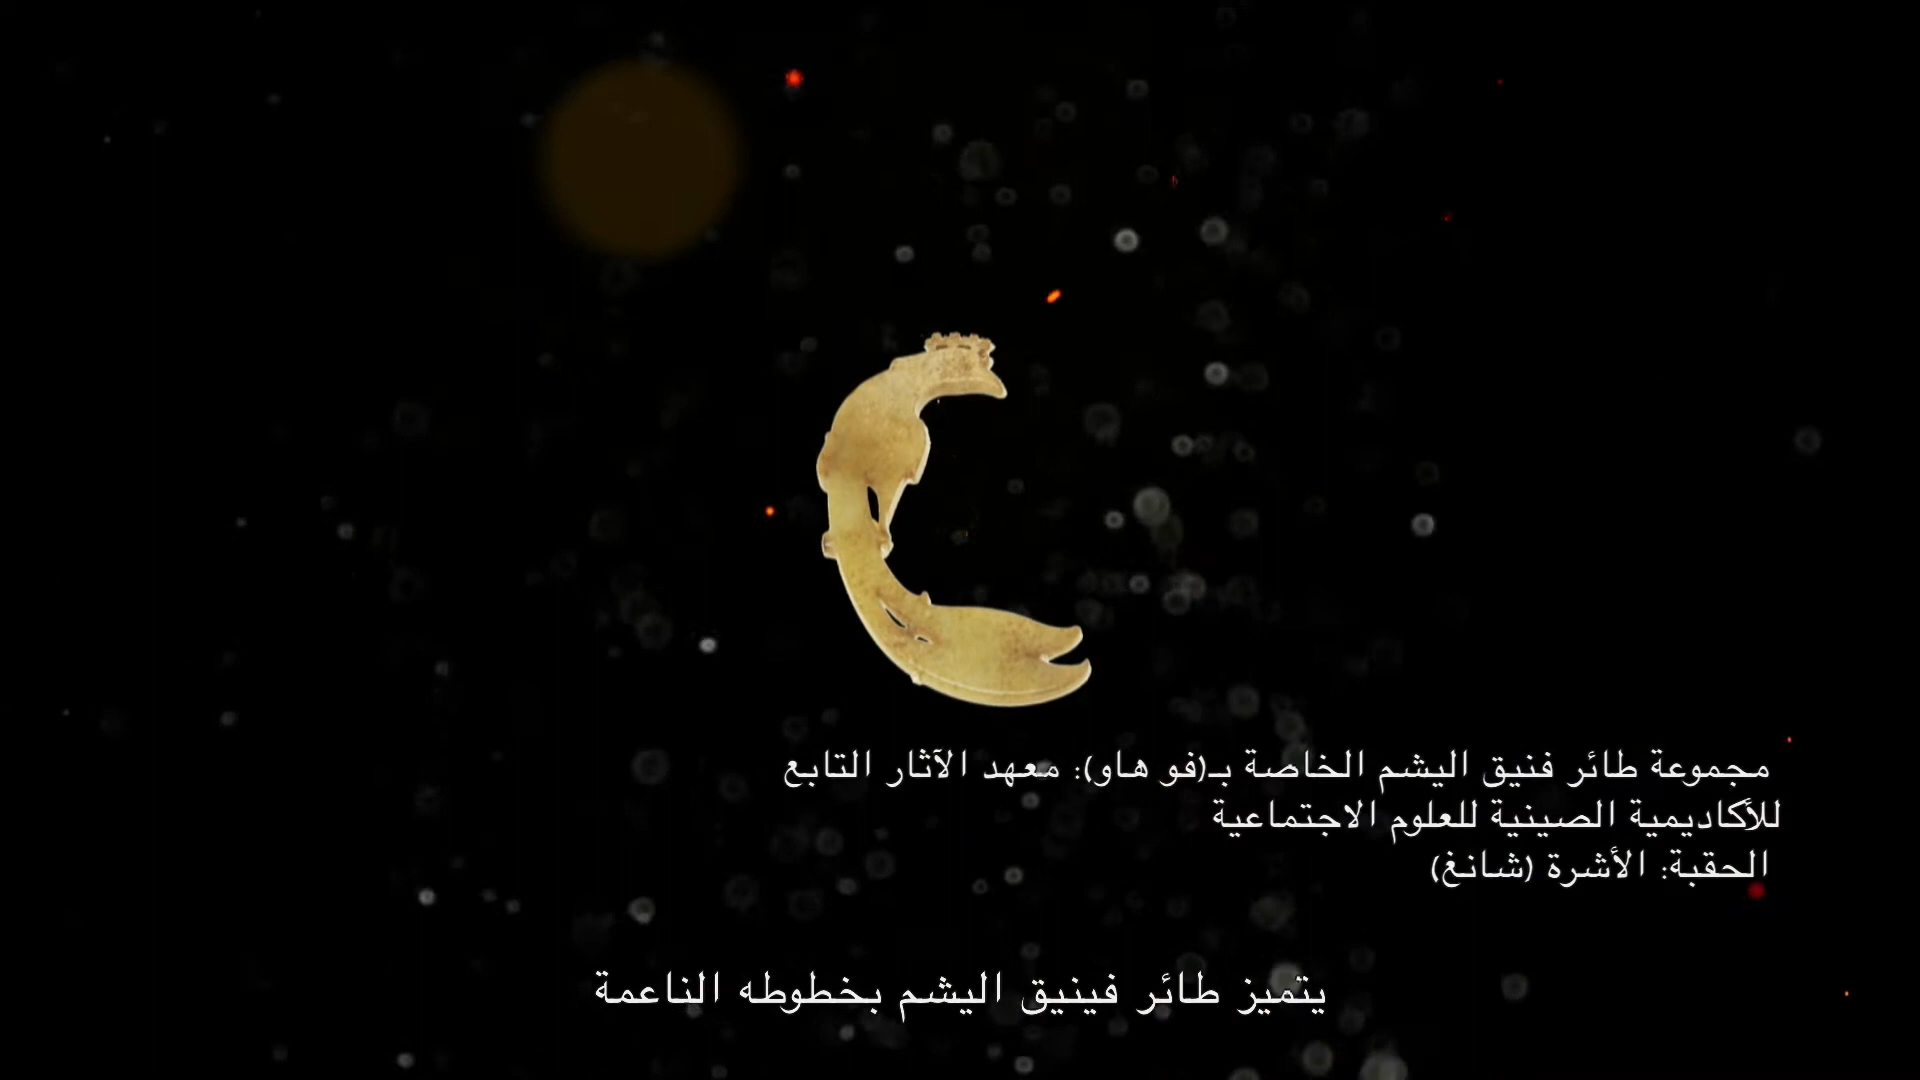 مجموعة طائر فنيق اليشم الخاصة بـ(فو هاو): معهد الآثار التابع
للأكاديمية الصينية للعلوم الاجتماعية
الحقبة: الأشرة (شانغ)
يتميز طائر فينيق اليشم بخطوطه الناعمة